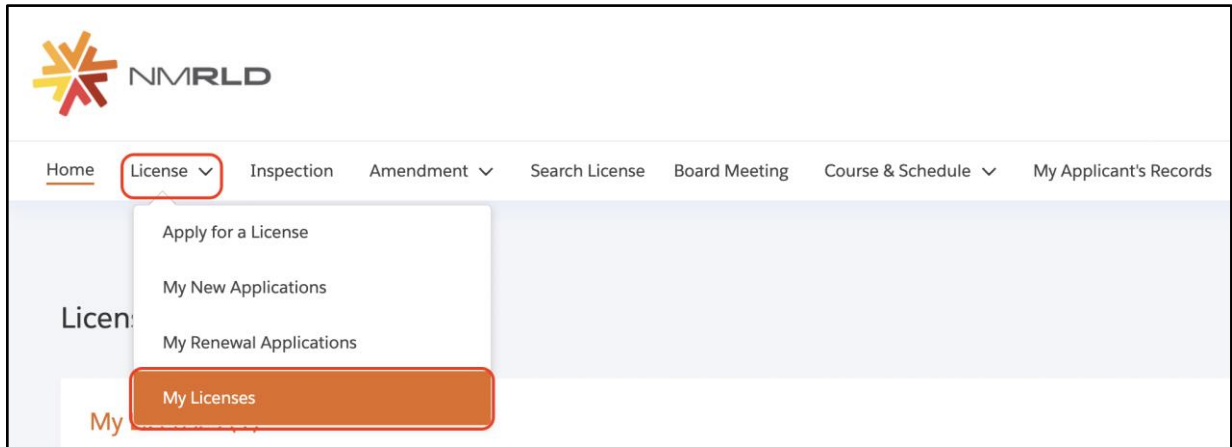 NMRLD
Home License Inspection Amendment Search License Board Meeting Course & Schedule My Applicant's Records
Apply for a License
My New Applications
Licen
My Renewal Applications
My Licenses
My